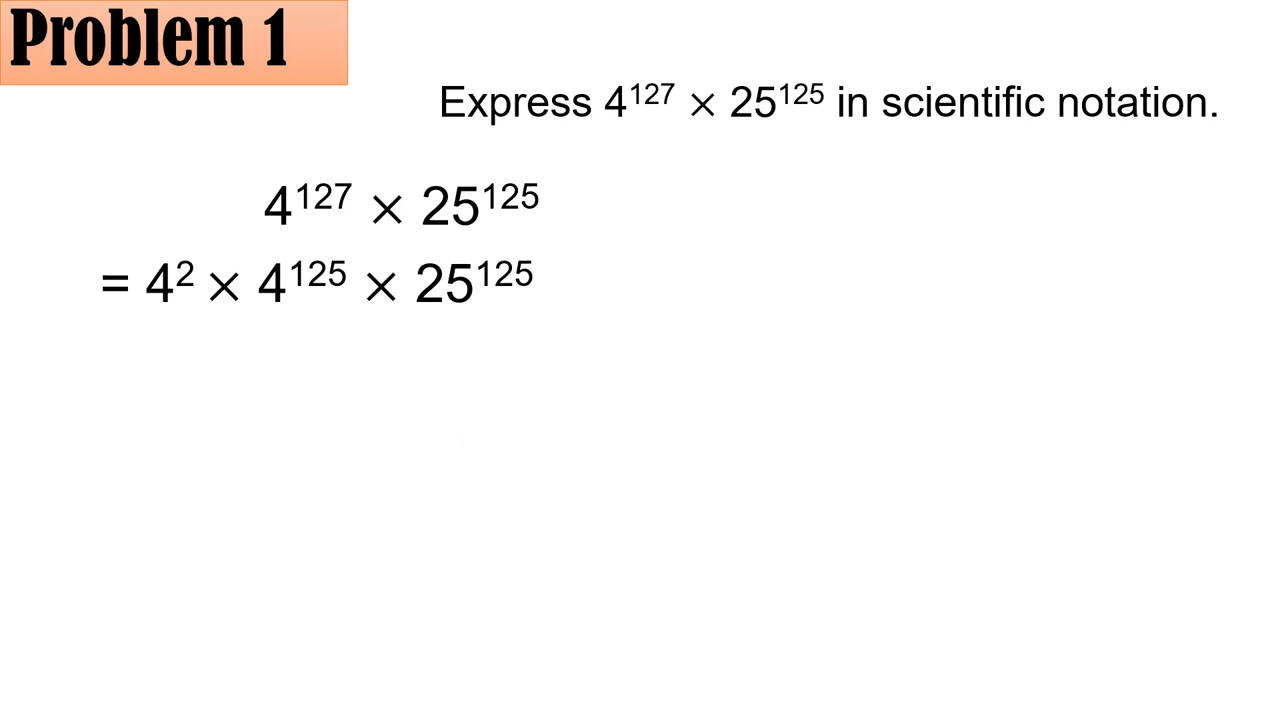 Problem 1
Express 4¹²⁷ × 25¹²⁵ in scientific notation.
4¹²⁷ × 25¹²⁵
= 4² × 4¹²⁵ × 25¹²⁵